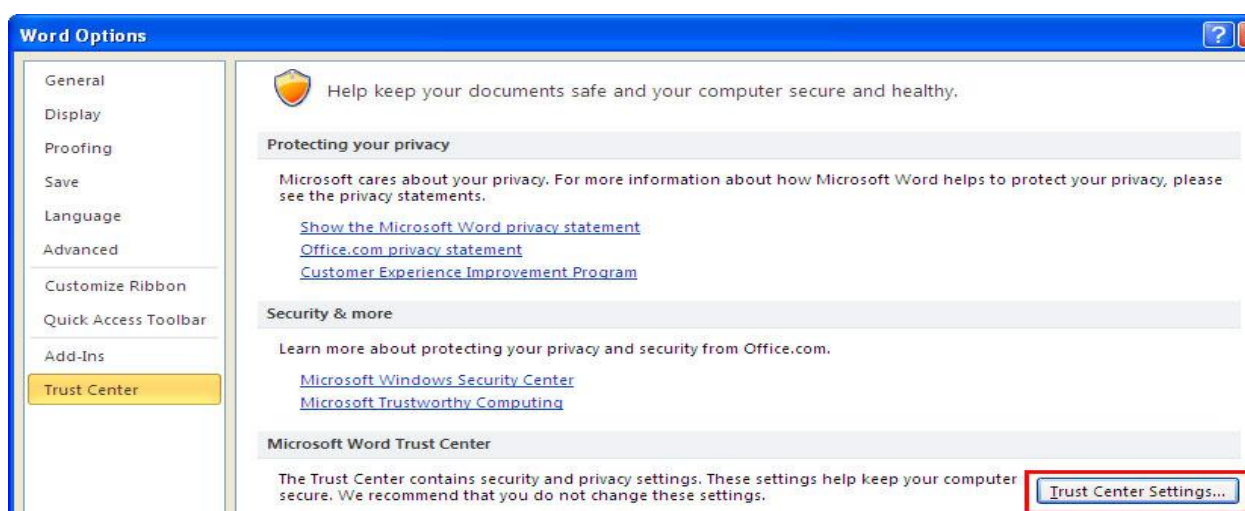 Word Options
?
General
Display
Proofing
Save
Language
Advanced
Customize Ribbon
Quick Access Toolbar
Add-Ins
Trust Center
Help keep your documents safe and your computer secure and healthy.
Protecting your privacy
Microsoft cares about your privacy. For more information about how Microsoft Word helps to protect your privacy, please
see the privacy statements.
Show the Microsoft Word privacy statement
Office.com privacy statement
Customer Experience Improvement Program
Security & more
Learn more about protecting your privacy and security from Office.com.
Microsoft Windows Security Center
Microsoft Trustworthy Computing
Microsoft Word Trust Center
The Trust Center contains security and privacy settings. These settings help keep your computer
secure. We recommend that you do not change these settings.
Trust Center Settings...